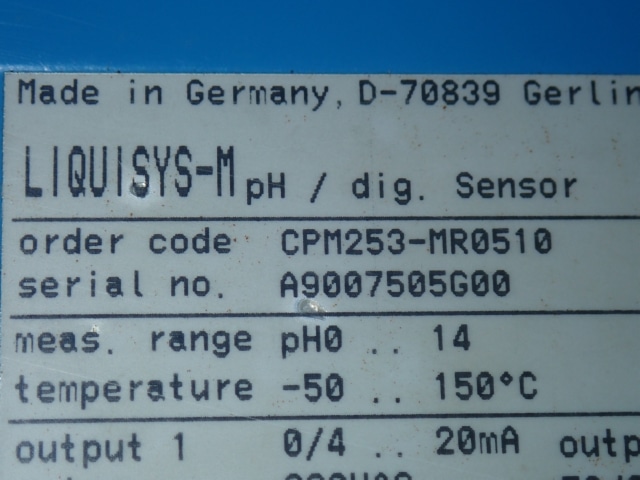 Made in Germany, D-70839 Gerlin
LIQUISYS-M pH / dig. Sensor
order code CPM253-MR0510
serial no. A9007505G00
meas. range pH0 .. 14
temperature -50 .. 150°C
output 1 0/4 .. 20mA outp